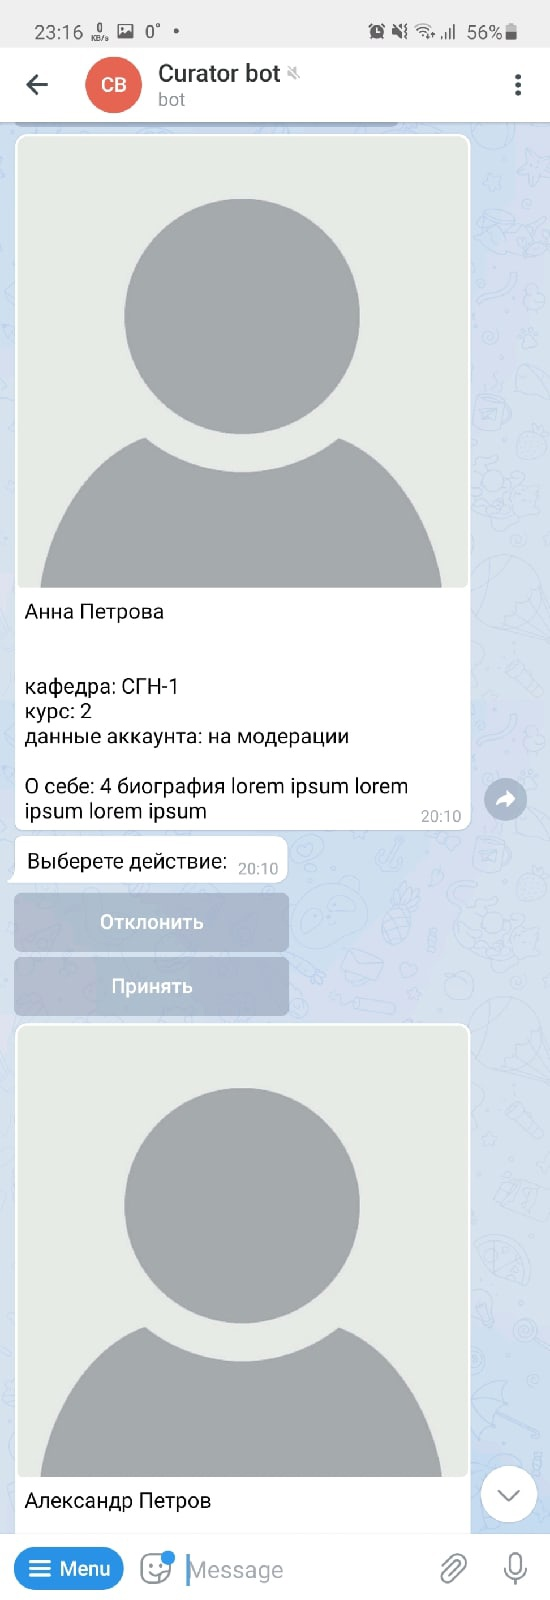 23:16 0 KB/s 0° • 56%
CB
Curator bot
bot
Анна Петрова
кафедра: СГН-1
курс: 2
данные аккаунта: на модерации
О себе: 4 биография lorem ipsum lorem
ipsum lorem ipsum
20:10
Выберете действие: 20:10
Отклонить
Принять
Александр Петров
Menu Message